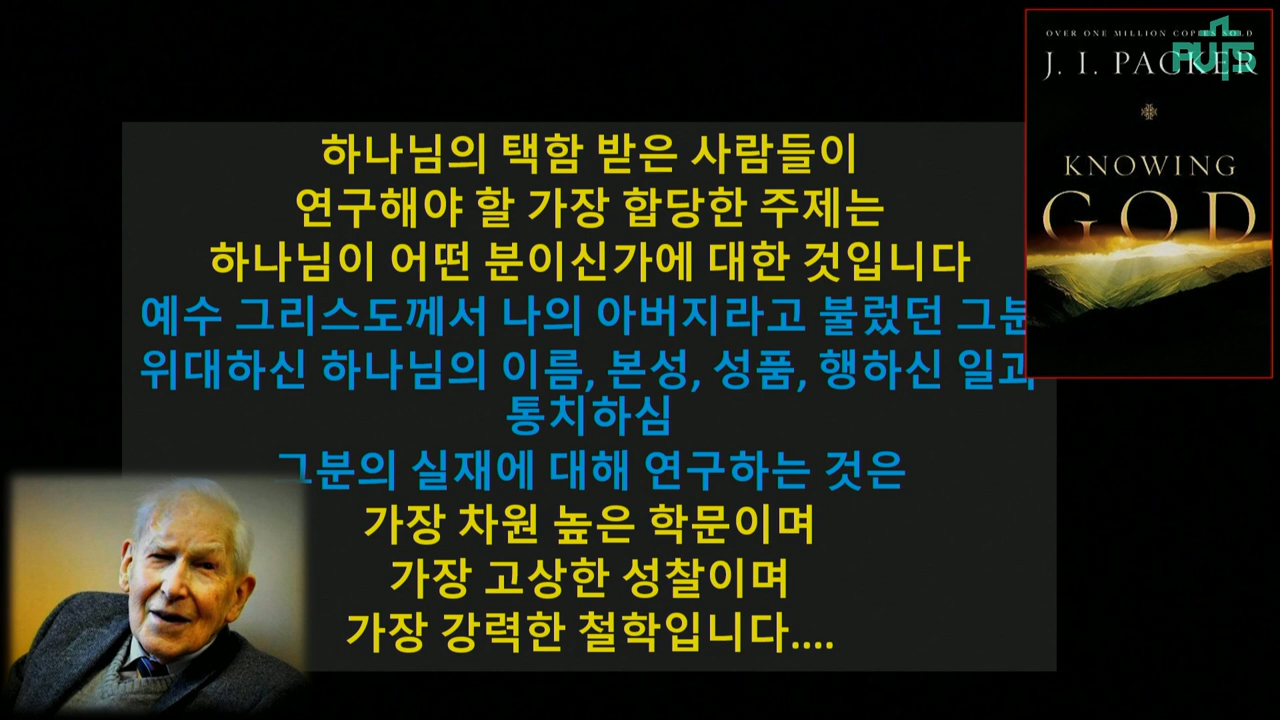 OVER ONE MILLION COPIES SOLD
J. I. PACKER
PUTS
KNOWING
GOD
하나님의 택함 받은 사람들이
연구해야 할 가장 합당한 주제는
하나님이 어떤 분이신가에 대한 것입니다
예수 그리스도께서 나의 아버지라고 불렀던 그분
위대하신 하나님의 이름, 본성, 성품, 행하신 일과
통치하심
그분의 실재에 대해 연구하는 것은
가장 차원 높은 학문이며
가장 고상한 성찰이며
가장 강력한 철학입니다....